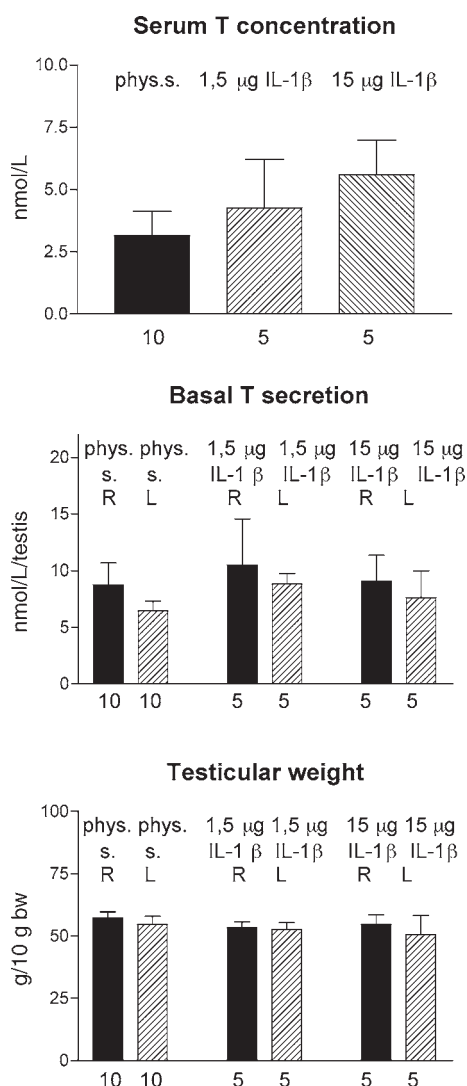 Serum T concentration
10.0
phys.s. 1,5 μg IL-1β 15 μg IL-1β
7.5
nmol/L
5.0
2.5
0.0
10 5 5
Basal T secretion
phys. phys. 1,5 μg 1,5 μg 15 μg 15 μg
20
s. s. IL-1 β IL-1β IL-1β IL-1β
R L R L R L
15
nmol/L/testis
10
5
0
10 10 5 5 5 5
Testicular weight
100
phys. phys. 1,5 μg 1,5 μg 15 μg 15 μg
s. s. IL-1 β IL-1β IL-1β IL-1β
75
R L R L R L
g/10 g bw
50
25
0
10 10 5 5 5 5